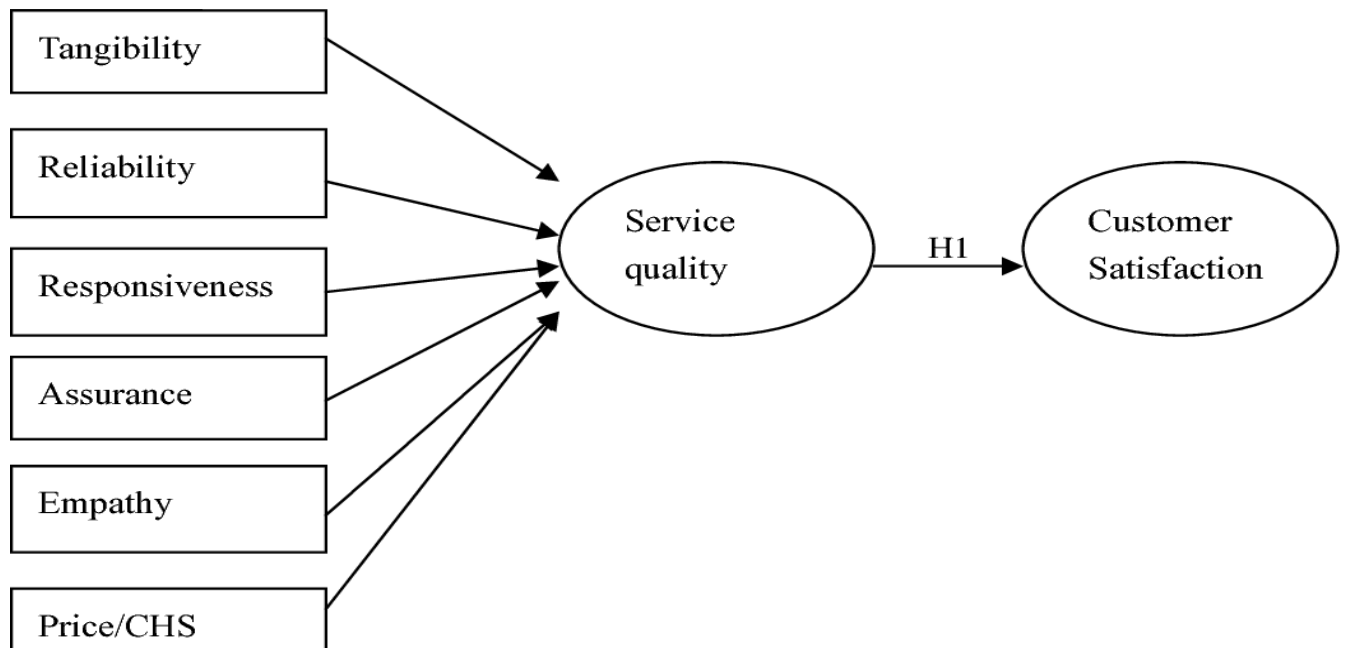 Tangibility
Reliability
Responsiveness
Assurance
Empathy
Price/CHS
Service
quality
H1
Customer
Satisfaction